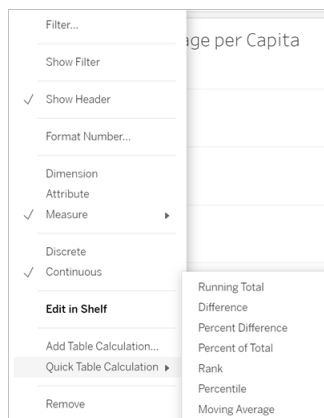 Filter...
age per Capita
Show Filter
Show Header
Format Number...
Dimension
Attribute
Measure
Discrete
Continuous
Edit in Shelf
Add Table Calculation...
Quick Table Calculation
Remove
Running Total
Difference
Percent Difference
Percent of Total
Rank
Percentile
Moving Average